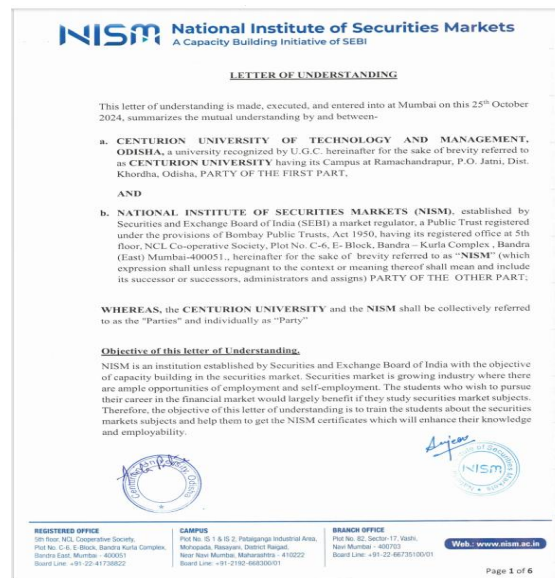 NISM
National Institute of Securities Markets
A Capacity Building Initiative of SEBI
LETTER OF UNDERSTANDING
This letter of understanding is made, executed, and entered into at Mumbai on this 25th October
2024, summarizes the mutual understanding by and between-
a. CENTURION UNIVERSITY OF TECHNOLOGY AND MANAGEMENT,
ODISHA, a university recognized by U.G.C. hereinafter for the sake of brevity referred to
as CENTURION UNIVERSITY having its Campus at Ramachandrapur, P.O. Jatni, Dist.
Khordha, Odisha, PARTY OF THE FIRST PART,
AND
b. NATIONAL INSTITUTE OF SECURITIES MARKETS (NISM), established by
Securities and Exchange Board of India (SEBI) a market regulator, a Public Trust registered
under the provisions of Bombay Public Trusts, Act 1950, having its registered office at 5th
floor, NCL Co-operative Society, Plot No. C-6, E- Block, Bandra – Kurla Complex , Bandra
(East) Mumbai-400051., hereinafter for the sake of brevity referred to as "NISM" (which
expression shall unless repugnant to the context or meaning thereof shall mean and include
its successor or successors, administrators and assigns) PARTY OF THE OTHER PART;
WHEREAS, the CENTURION UNIVERSITY and the NISM shall be collectively referred
to as the "Parties" and individually as "Party"
Objective of this letter of Understanding.
NISM is an institution established by Securities and Exchange Board of India with the objective
of capacity building in the securities market. Securities market is growing industry where there
are ample opportunities of employment and self-employment. The students who wish to pursue
their career in the financial market would largely benefit if they study securities market subjects.
Therefore, the objective of this letter of understanding is to train the students about the securities
markets subjects and help them to get the NISM certificates which will enhance their knowledge
and employability.
Centurion University, Odisha
NISM
REGISTERED OFFICE
5th floor, NCL Cooperative Society,
Plot No. C-6, E-Block, Bandra Kurla Complex,
Bandra East, Mumbai - 400051
Board Line: +91-22-41738822
CAMPUS
Plot No. IS 1 & IS 2, Patalganga Industrial Area,
Mohopada, Rasayani, District Raigad,
Near Navi Mumbai, Maharashtra - 410222
Board Line: +91-2192-668300/01
BRANCH OFFICE
Plot No. 82, Sector-17, Vashi,
Navi Mumbai - 400703
Board Line: +91-22-66735100/01
Web.: www.nism.ac.in
Page 1 of 6